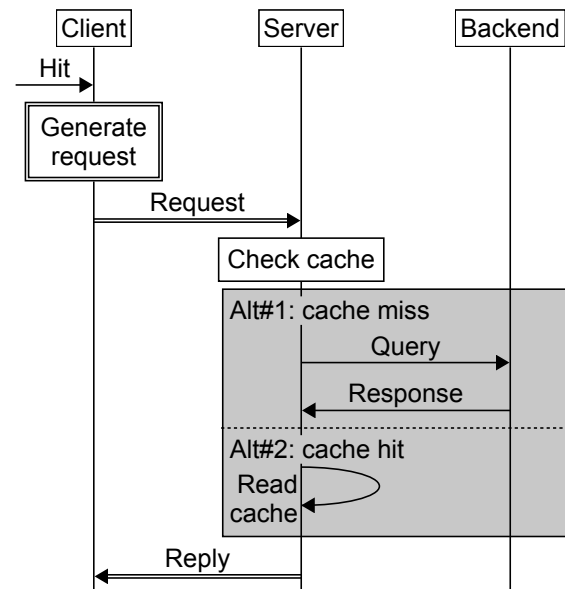 Client
Server
Backend
Hit
Generate
request
Request
Check cache
Alt#1: cache miss
Query
Response
Alt#2: cache hit
Read
cache
Reply